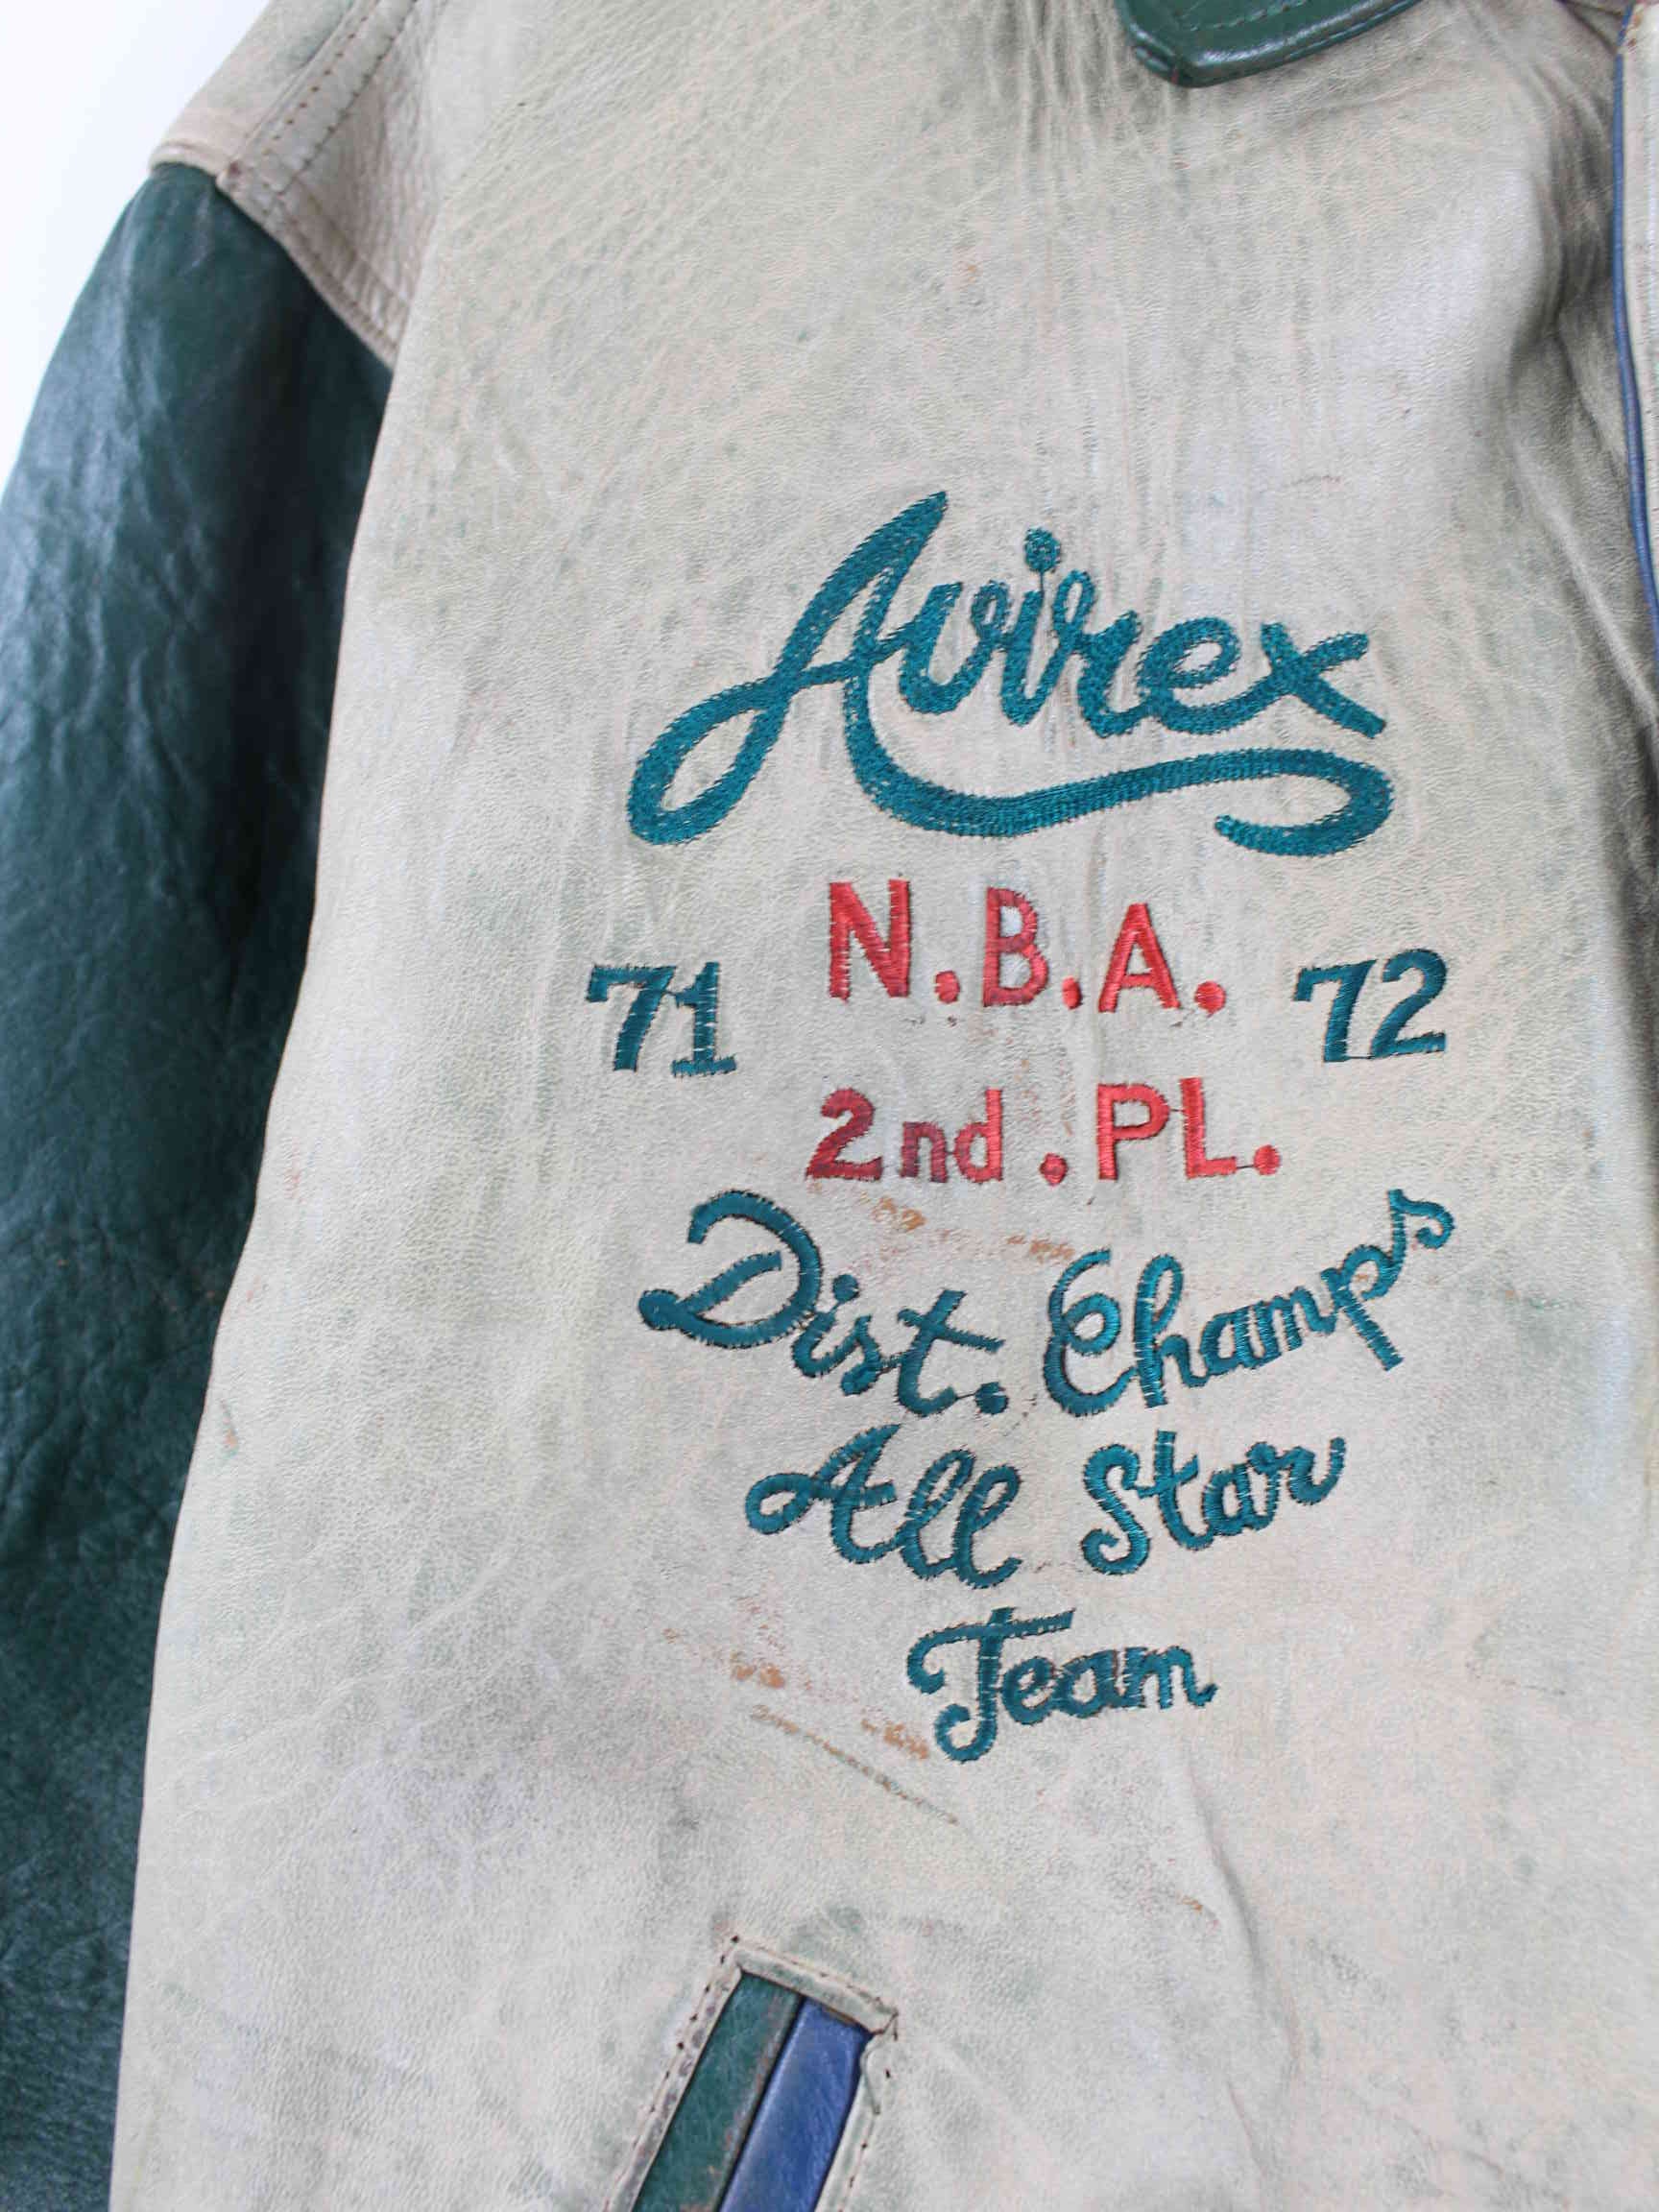 Avirex
N.B.A.
71 72
2nd. PL.
Dist. Champs
All Star
Team